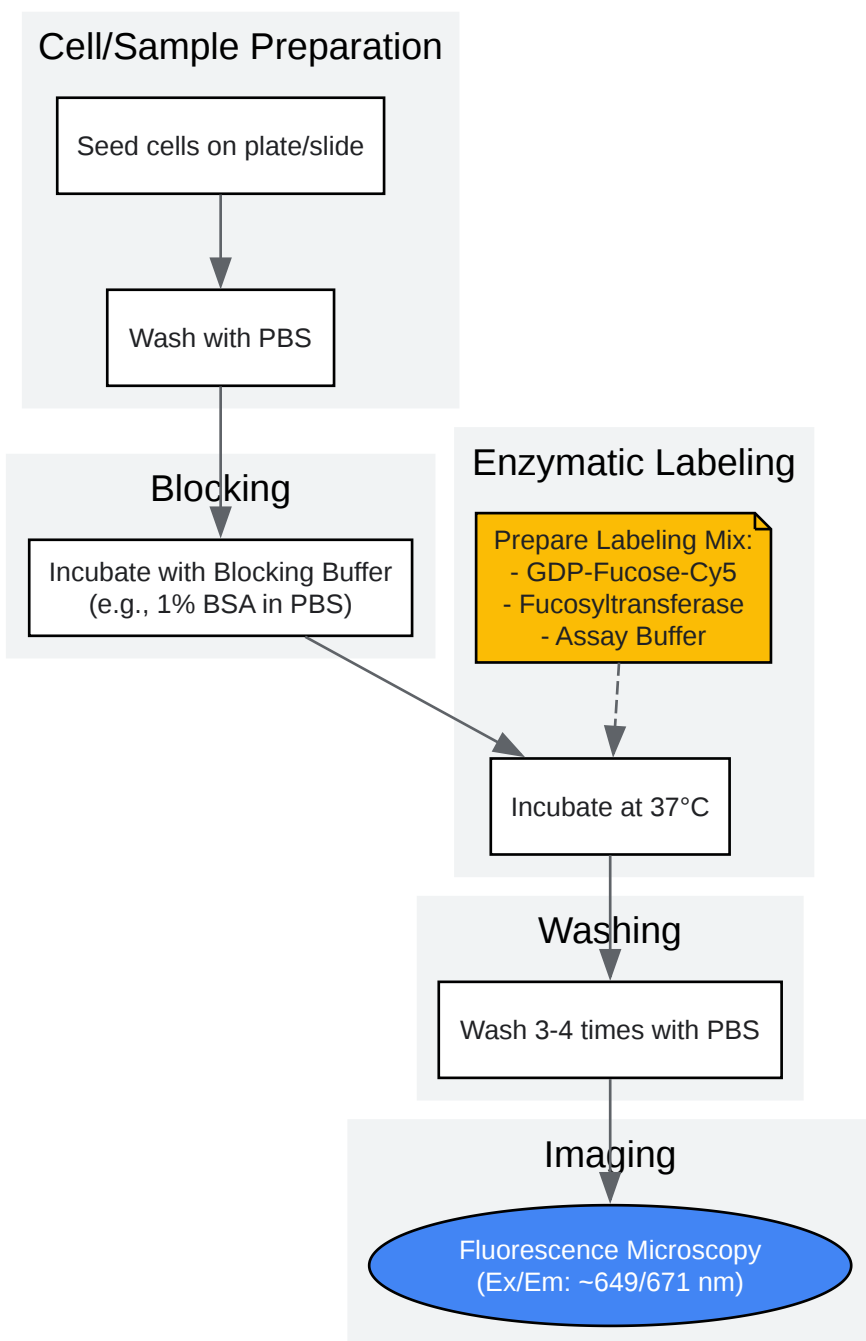 Cell/Sample Preparation
Seed cells on plate/slide
Wash with PBS
Blocking
Incubate with Blocking Buffer
(e.g., 1% BSA in PBS)
Enzymatic Labeling
Prepare Labeling Mix:
- GDP-Fucose-Cy5
- Fucosyltransferase
- Assay Buffer
Incubate at 37°C
Washing
Wash 3-4 times with PBS
Imaging
Fluorescence Microscopy
(Ex/Em: ~649/671 nm)